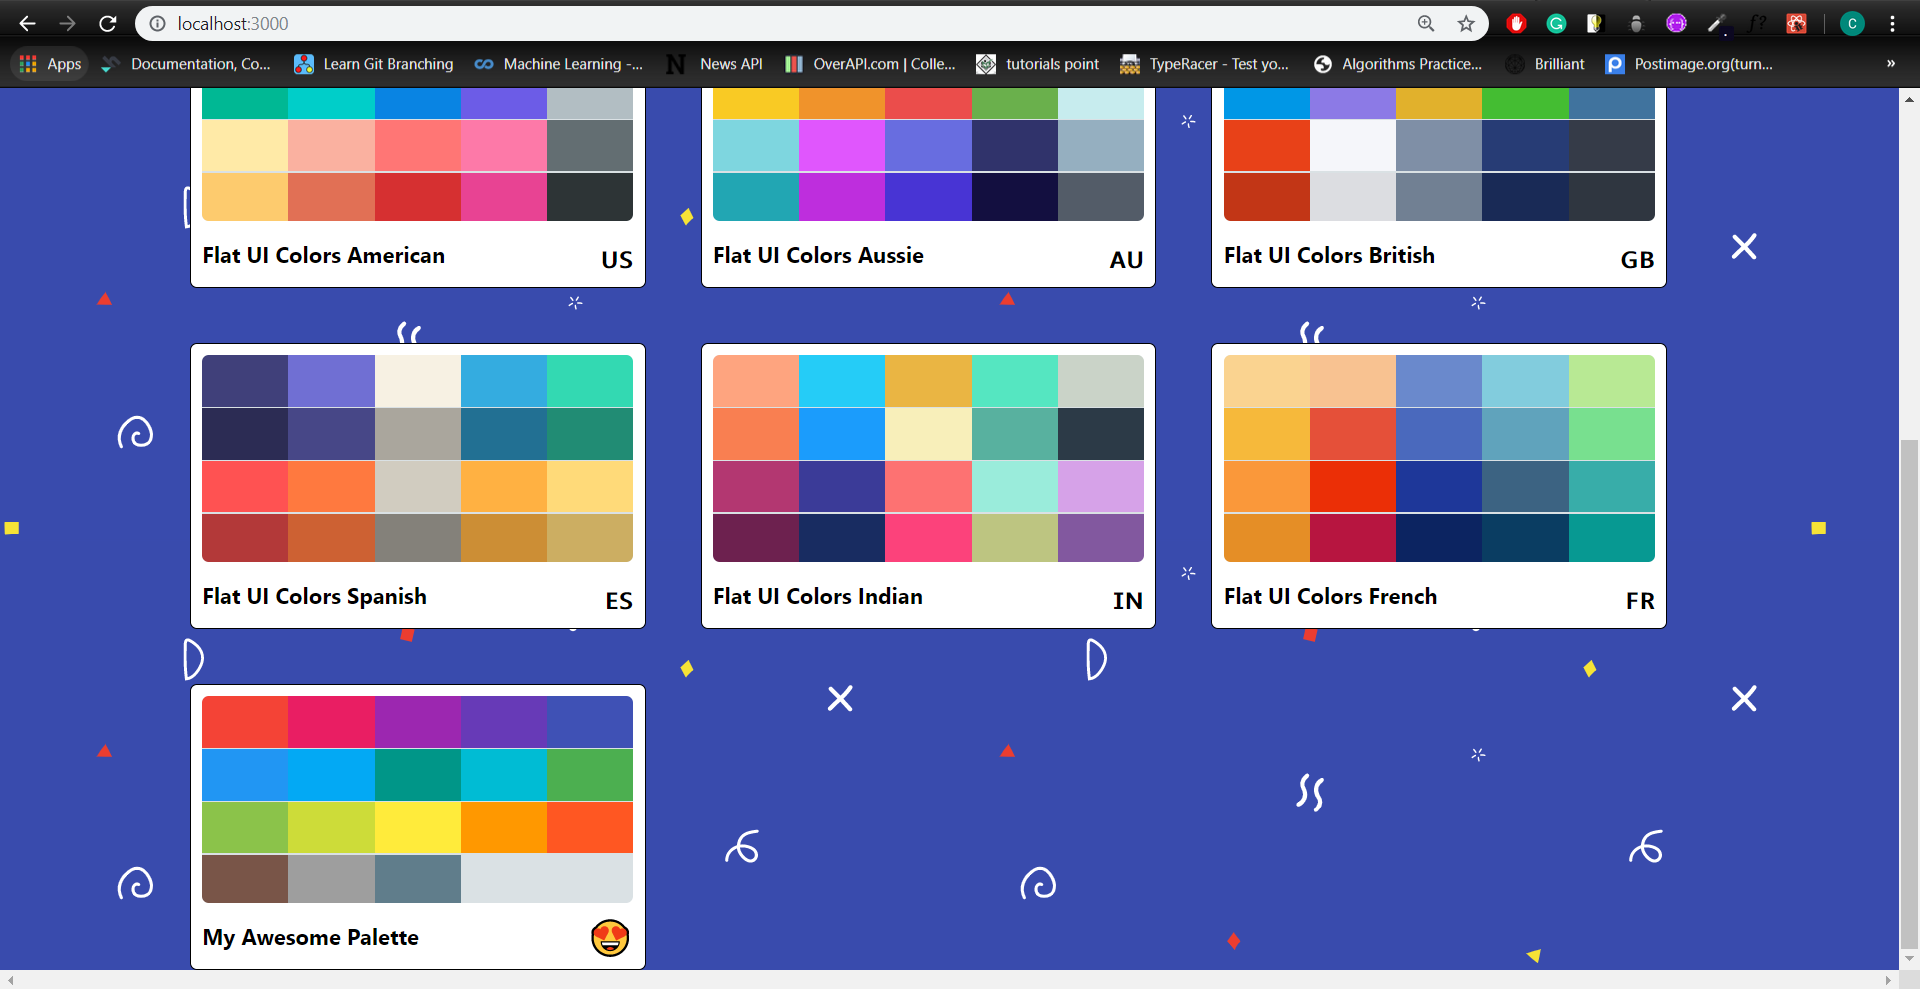 localhost:3000
f?
C
Apps
Documentation, Co...
Learn Git Branching
Machine Learning -...
N
News API
OverAPI.com | Colle...
tutorials point
TypeRacer - Test yo...
Algorithms Practice...
Brilliant
Postimage.org(turn...
»
Flat UI Colors American
US
Flat UI Colors Aussie
AU
Flat UI Colors British
GB
Flat UI Colors Spanish
ES
Flat UI Colors Indian
IN
Flat UI Colors French
FR
My Awesome Palette